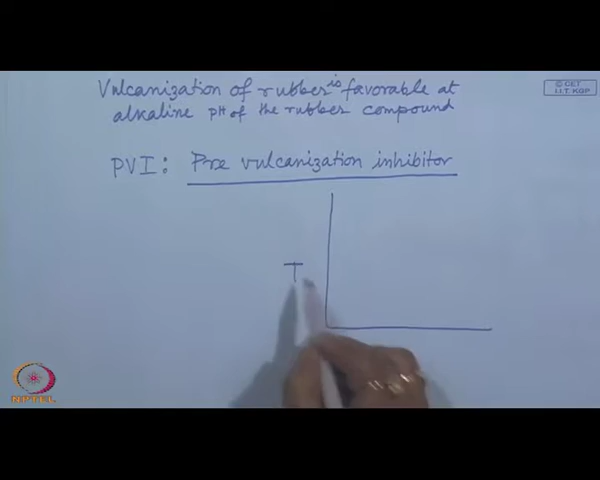 Vulcanization of rubber is favorable at
alkaline pH of the rubber compound
© CET
I.I.T. KGP
PVI: Pre vulcanization inhibitor
T
NPTEL